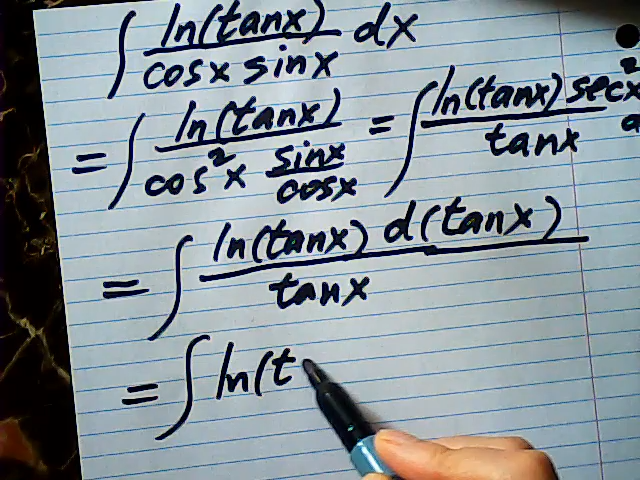 ∫ ln(tanx) / cosx sinx dx
= ∫ ln(tanx) / cos²x sinx/cosx = ∫ ln(tanx) sec²x / tanx
= ∫ ln(tanx) d(tanx) / tanx
= ∫ ln(t